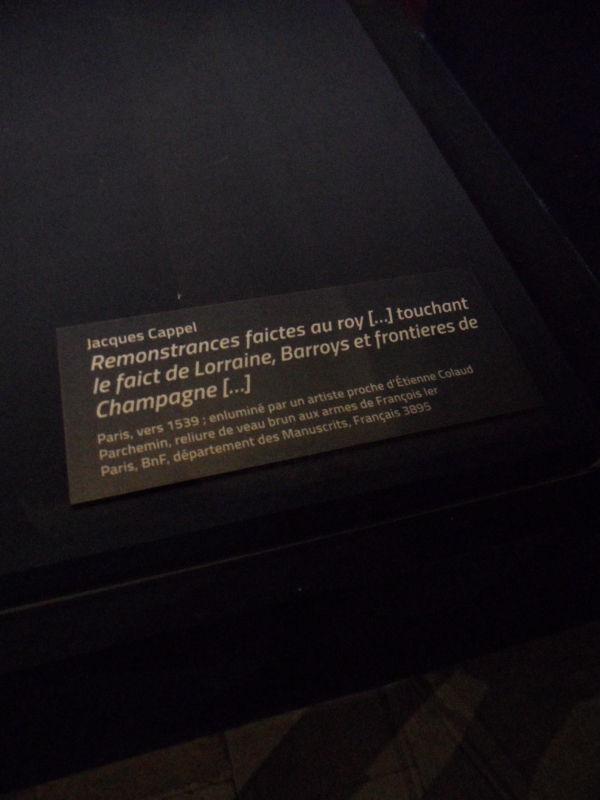 Jacques Cappel
Remonstrances faictes au roy [...] touchant
le faict de Lorraine, Barroys et frontieres de
Champagne [...]
Paris, vers 1539 ; enluminé par un artiste proche d'Étienne Colaud
Parchemin, reliure de veau brun aux armes de François Ier
Paris, BnF, département des Manuscrits, Français 3895